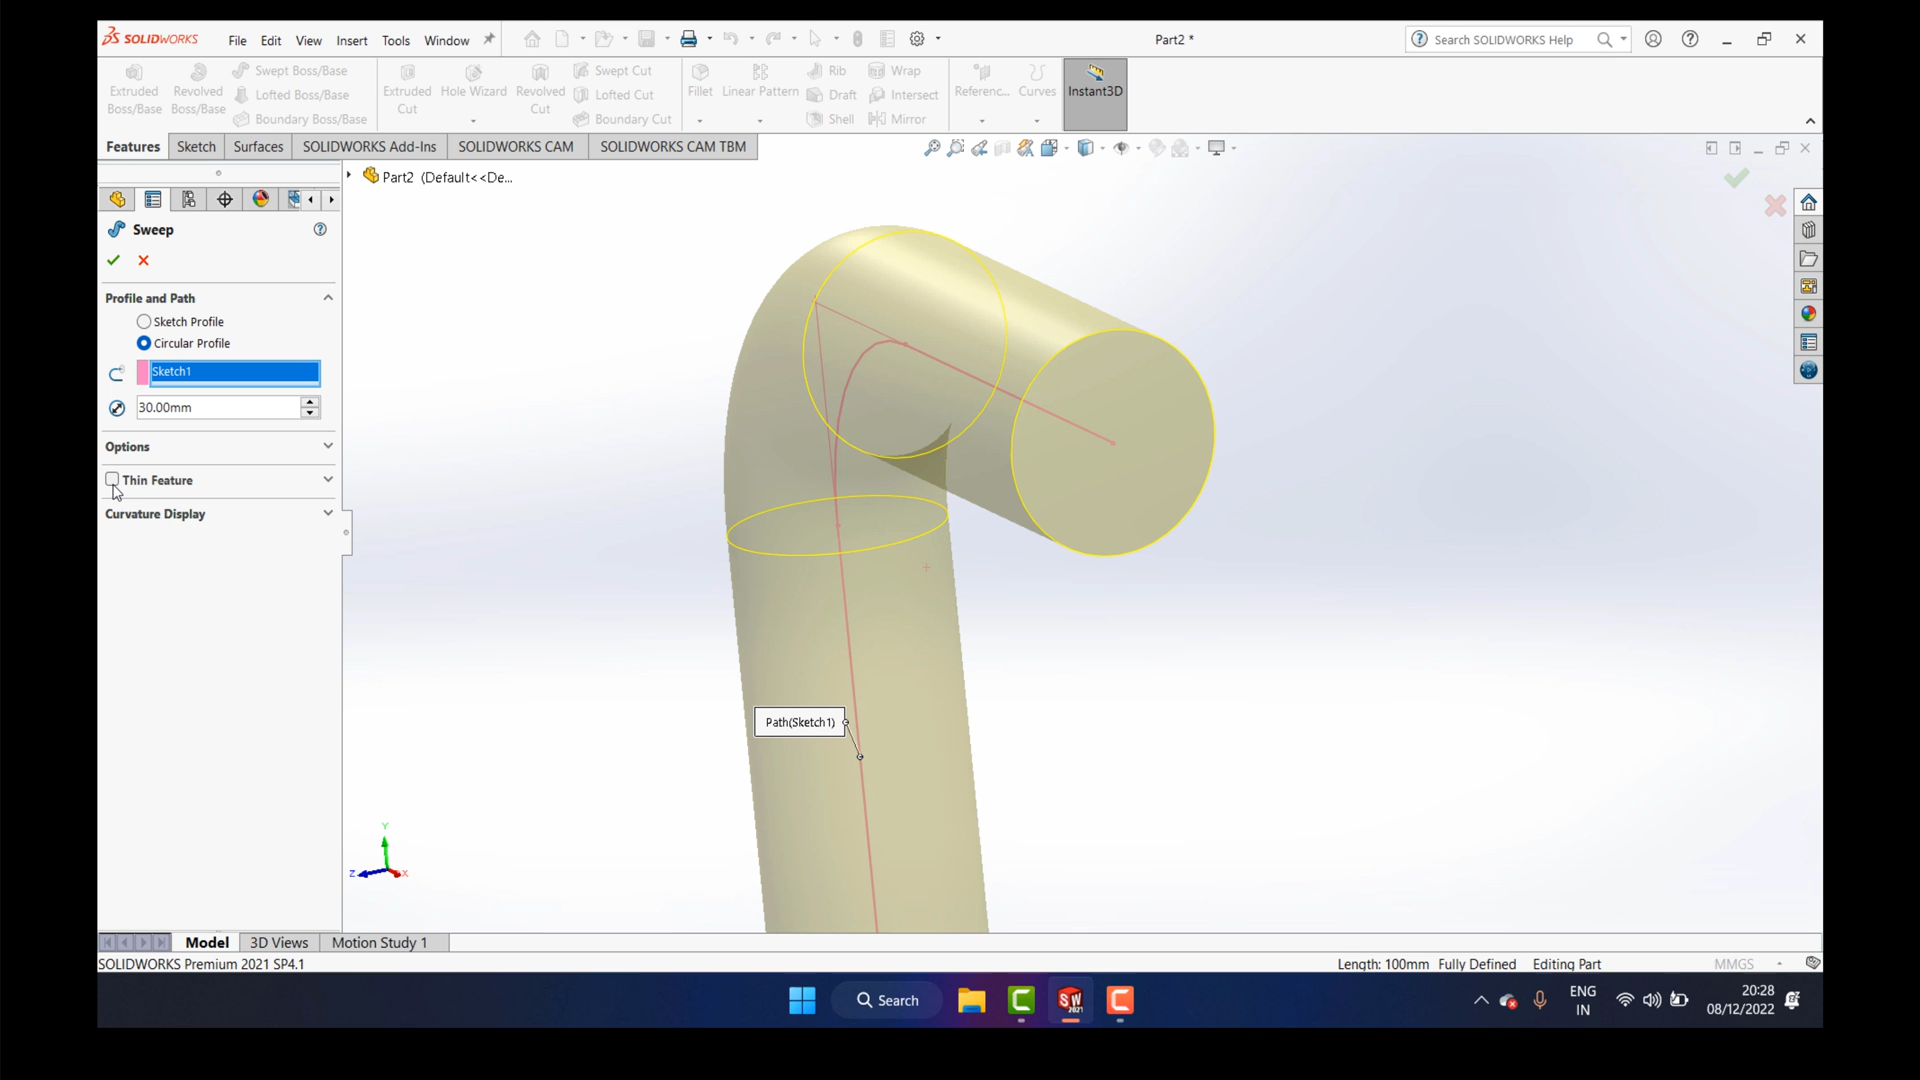 SOLIDWORKS File Edit View Insert Tools Window Part2 * Search SOLIDWORKS Help
Extruded Boss/Base
Revolved Boss/Base
Swept Boss/Base
Lofted Boss/Base
Boundary Boss/Base
Extruded Cut
Hole Wizard
Revolved Cut
Swept Cut
Lofted Cut
Boundary Cut
Fillet
Linear Pattern
Rib
Draft
Shell
Wrap
Intersect
Mirror
Referenc...
Curves
Instant3D
Features Sketch Surfaces SOLIDWORKS Add-Ins SOLIDWORKS CAM SOLIDWORKS CAM TBM
Part2 (Default<<De...
Sweep
Profile and Path
Sketch Profile
Circular Profile
Sketch1
30.00mm
Options
Thin Feature
Curvature Display
Path(Sketch1)
Y
Z X
Model 3D Views Motion Study 1
SOLIDWORKS Premium 2021 SP4.1 Length: 100mm Fully Defined Editing Part MMGS
Search
SW
2021
ENG
IN
20:28
08/12/2022